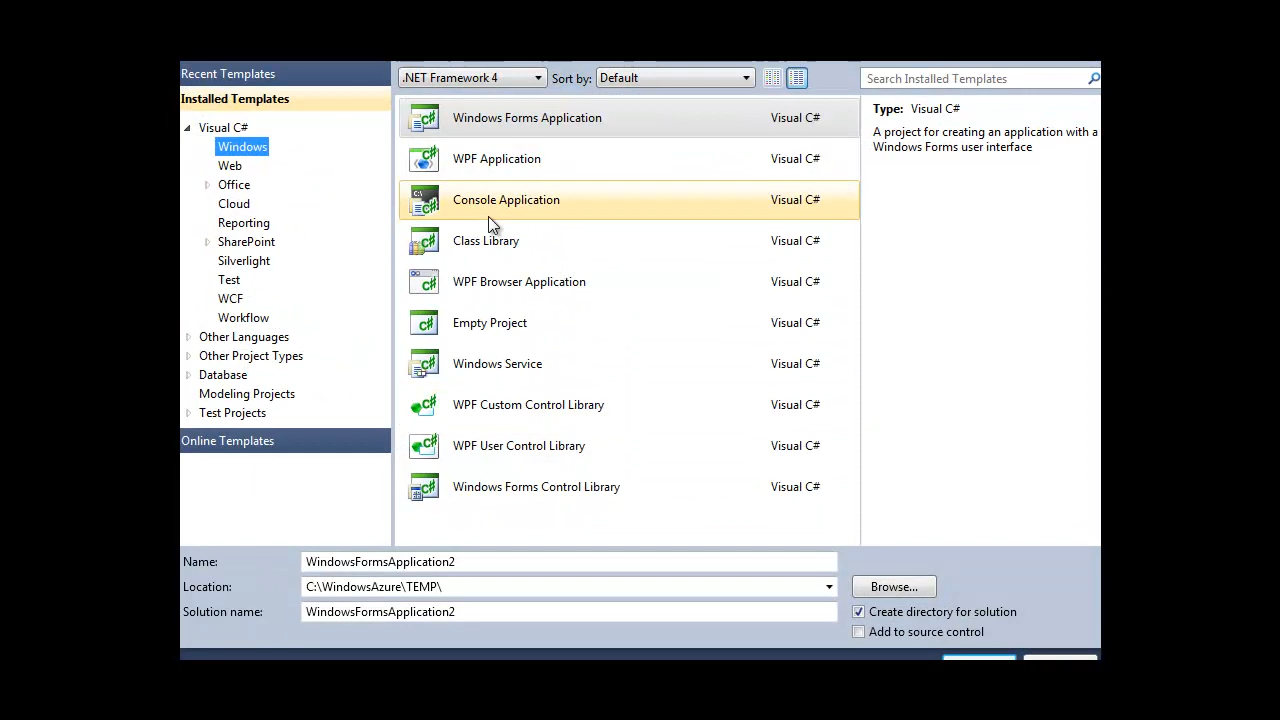 Recent Templates
Installed Templates
Visual C#
Windows
Web
Office
Cloud
Reporting
SharePoint
Silverlight
Test
WCF
Workflow
Other Languages
Other Project Types
Database
Modeling Projects
Test Projects
Online Templates
.NET Framework 4 Sort by: Default
Windows Forms Application Visual C#
WPF Application Visual C#
Console Application Visual C#
Class Library Visual C#
WPF Browser Application Visual C#
Empty Project Visual C#
Windows Service Visual C#
WPF Custom Control Library Visual C#
WPF User Control Library Visual C#
Windows Forms Control Library Visual C#
Search Installed Templates
Type: Visual C#
A project for creating an application with a
Windows Forms user interface
Name: WindowsFormsApplication2
Location: C:\WindowsAzure\TEMP\ Browse...
Solution name: WindowsFormsApplication2 Create directory for solution
Add to source control